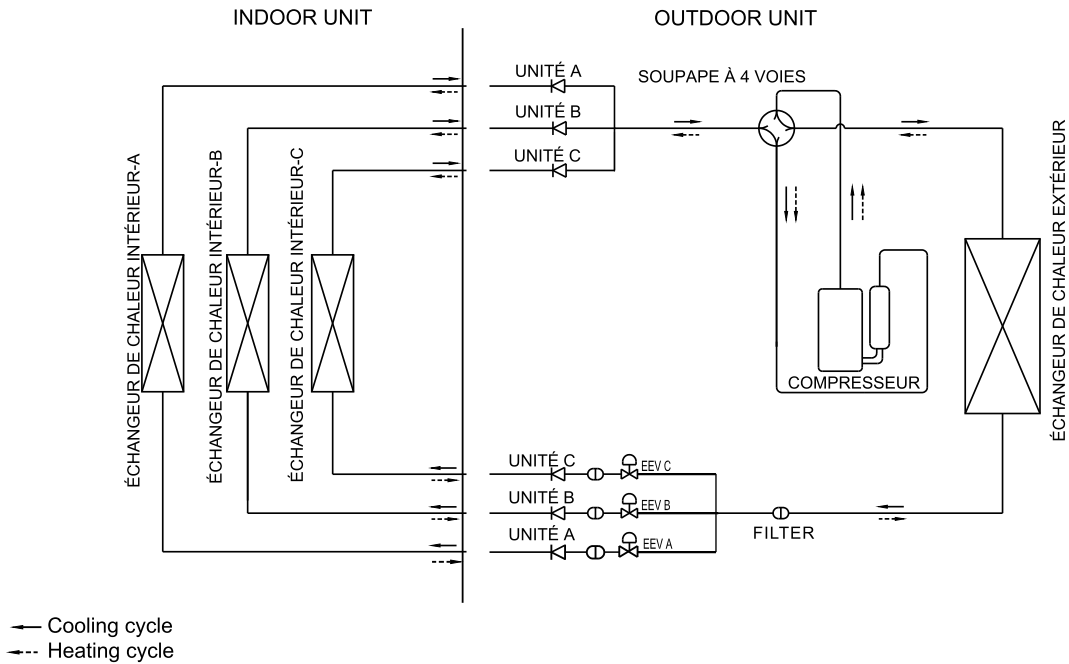 INDOOR UNIT
OUTDOOR UNIT
UNITÉ A
SOUPAPE À 4 VOIES
UNITÉ B
UNITÉ C
ÉCHANGEUR DE CHALEUR INTÉRIEUR-A
ÉCHANGEUR DE CHALEUR INTÉRIEUR-B
ÉCHANGEUR DE CHALEUR INTÉRIEUR-C
ÉCHANGEUR DE CHALEUR EXTÉRIEUR
COMPRESSEUR
UNITÉ C
EEV C
UNITÉ B
EEV B
UNITÉ A
EEV A
FILTER
Cooling cycle
Heating cycle